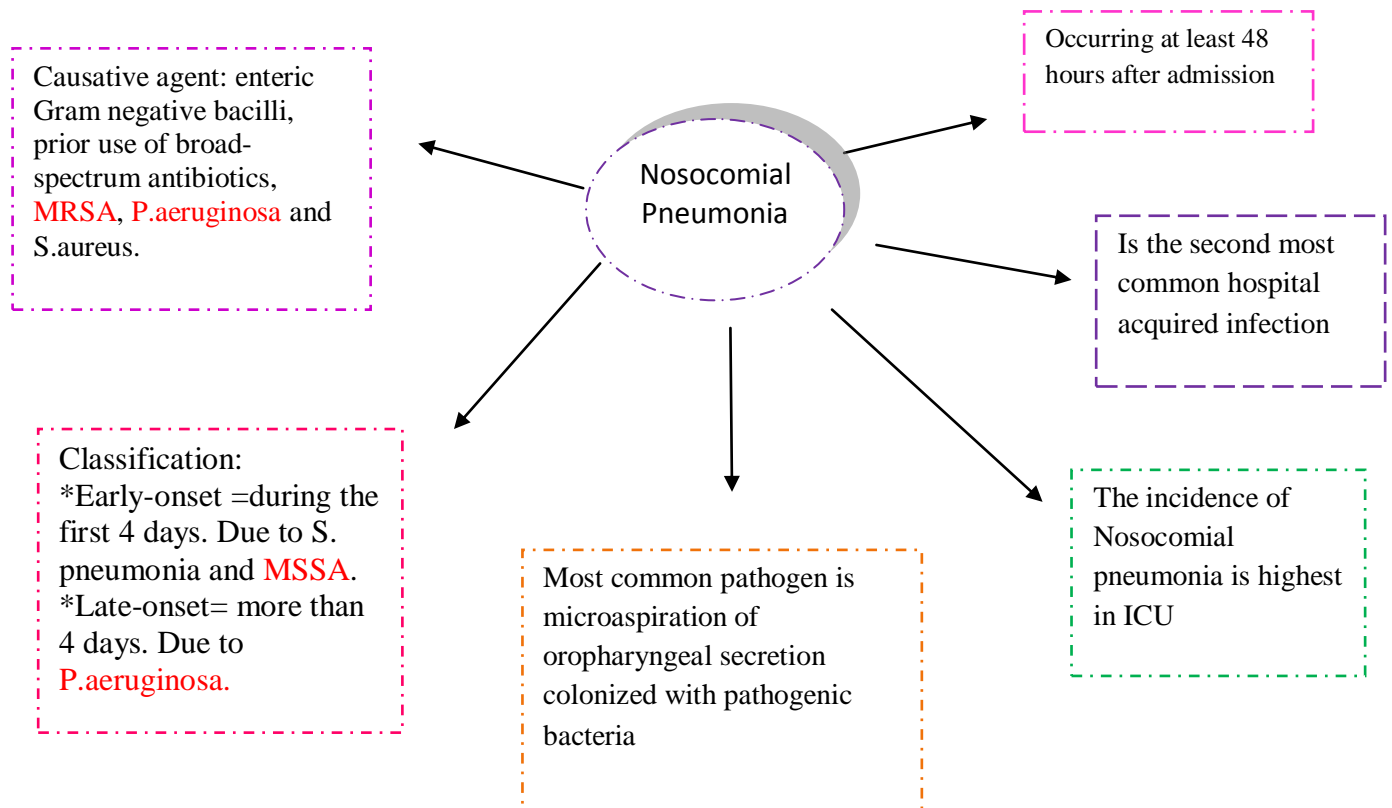 Nosocomial
Pneumonia
Occurring at least 48
hours after admission
Causative agent: enteric
Gram negative bacilli,
prior use of broad-
spectrum antibiotics,
MRSA, P.aeruginosa and
S.aureus.
Is the second most
common hospital
acquired infection
Classification:
*Early-onset =during the
first 4 days. Due to S.
pneumonia and MSSA.
*Late-onset= more than
4 days. Due to
P.aeruginosa.
Most common pathogen is
microaspiration of
oropharyngeal secretion
colonized with pathogenic
bacteria
The incidence of
Nosocomial
pneumonia is highest
in ICU